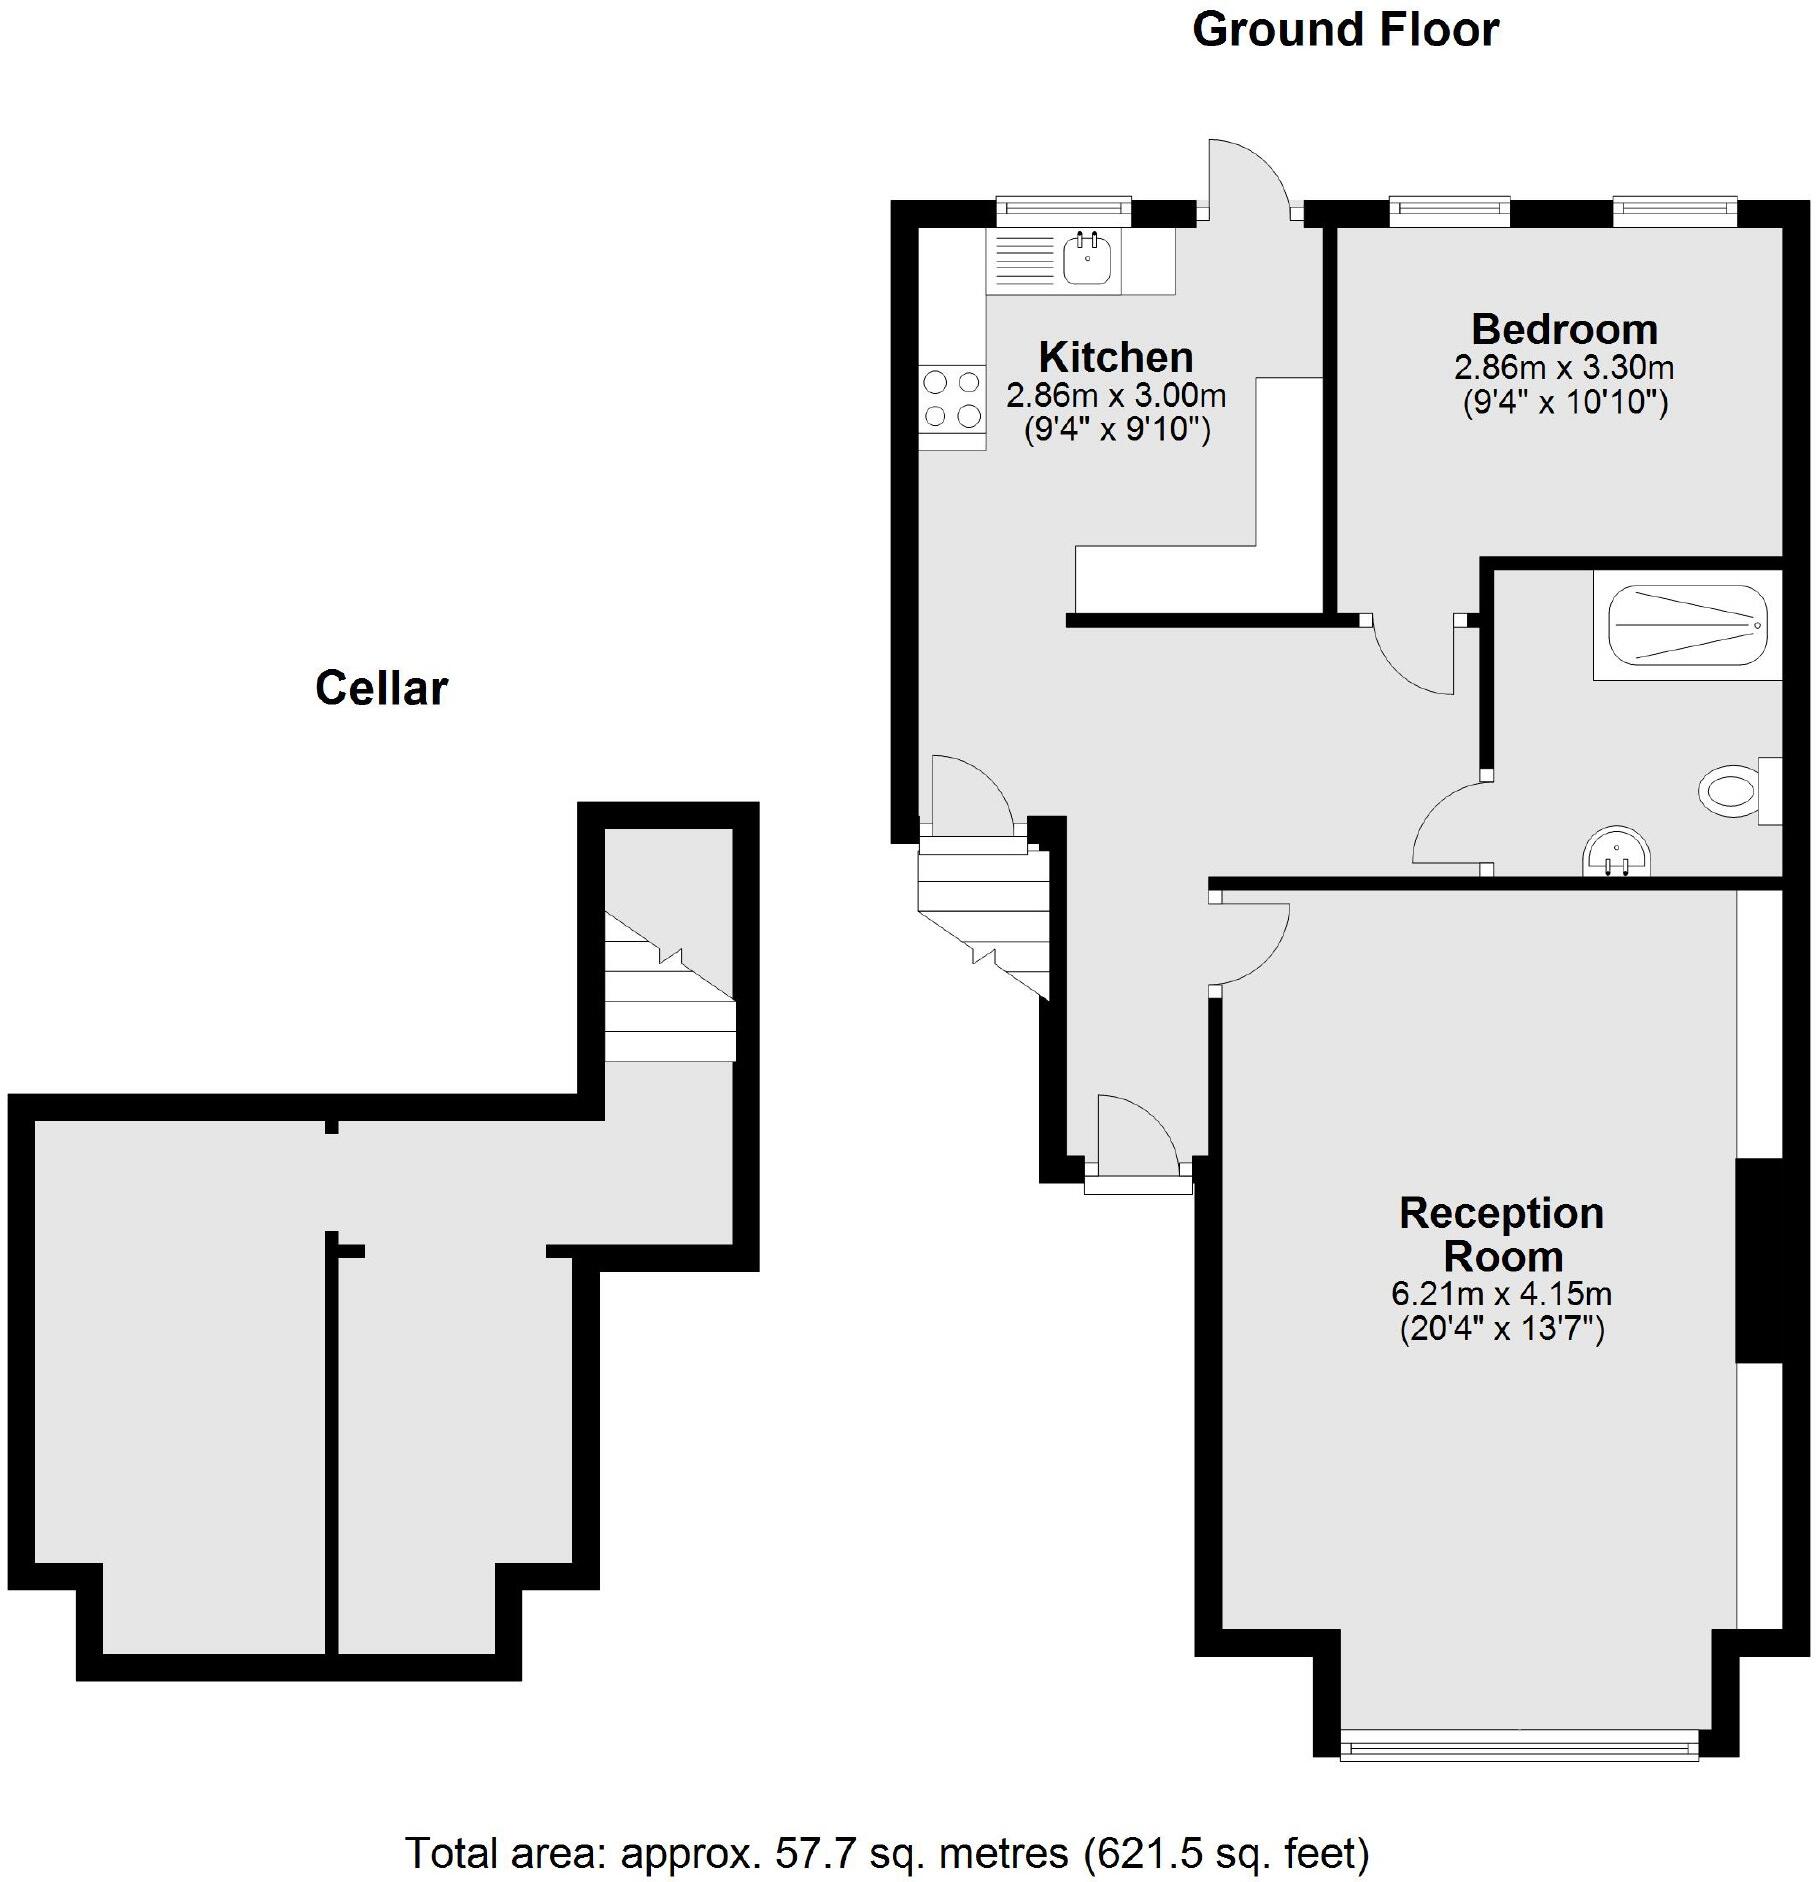 Ground Floor
Kitchen
2.86m x 3.00m
(9'4" x 9'10")
Bedroom
2.86m x 3.30m
(9'4" x 10'10")
Cellar
Reception
Room
6.21m x 4.15m
(20'4" x 13'7")
Total area: approx. 57.7 sq. metres (621.5 sq. feet)